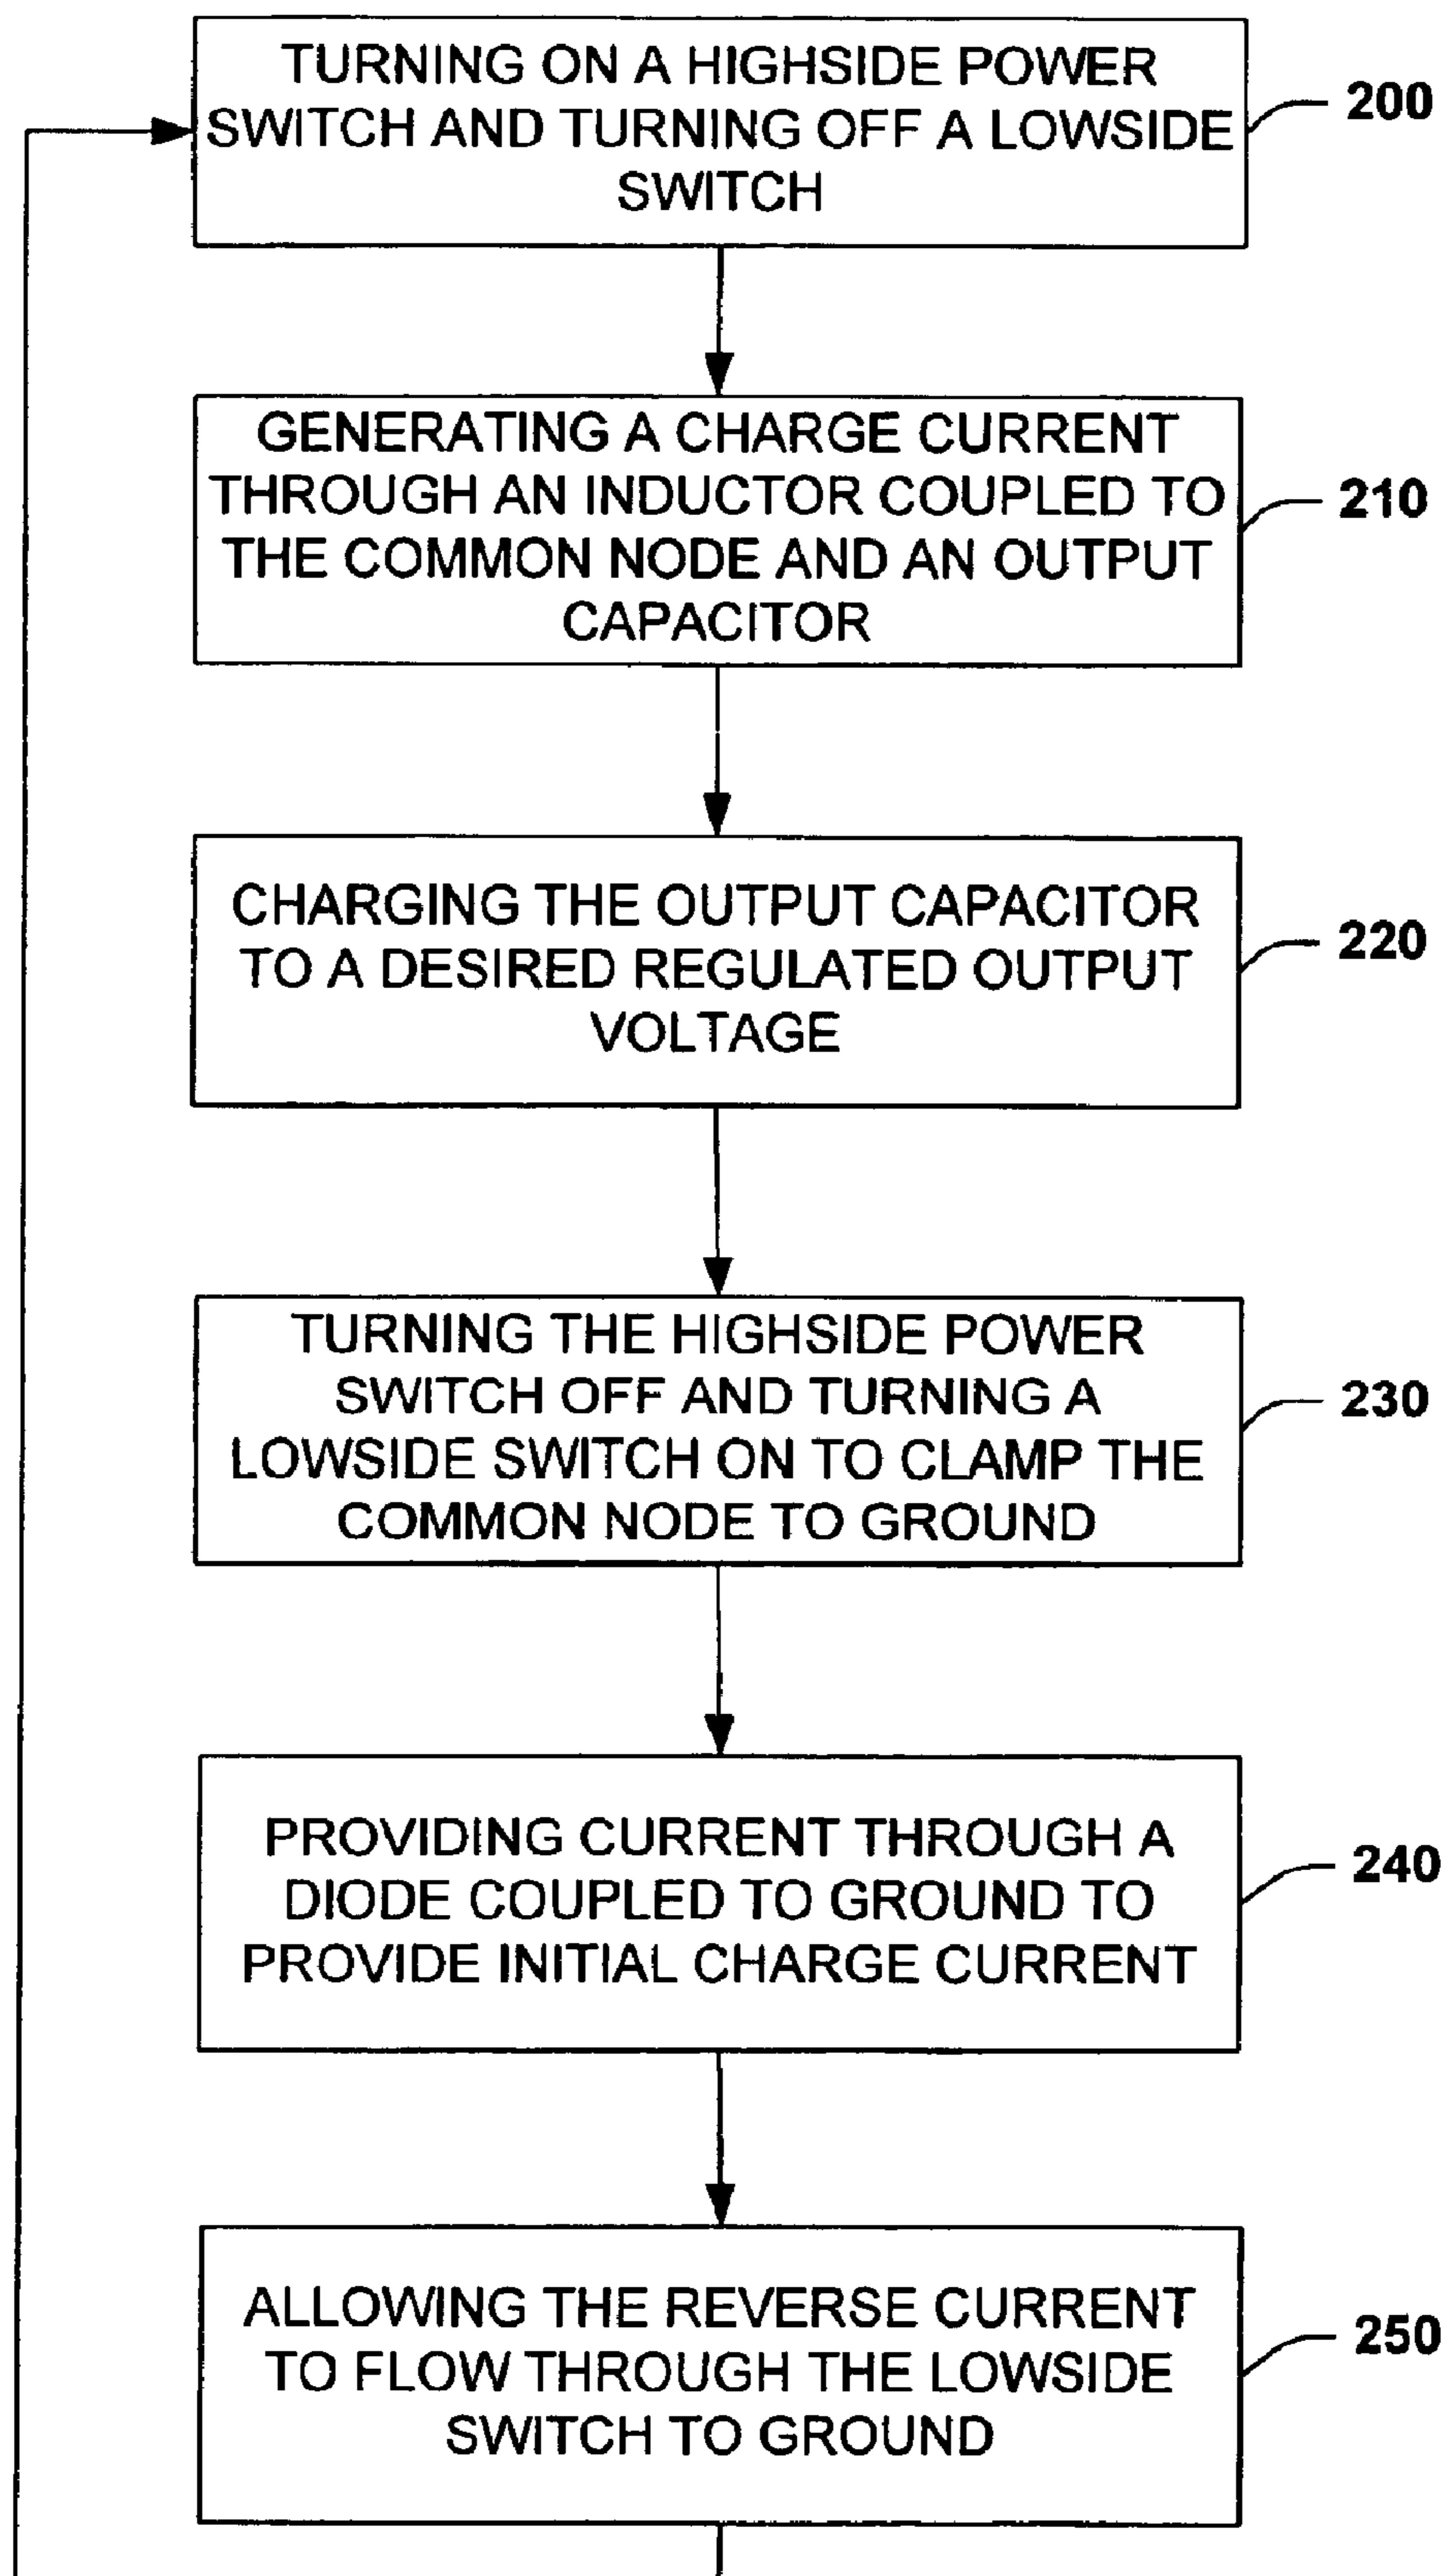 TURNING ON A HIGHSIDE POWER
SWITCH AND TURNING OFF A LOWSIDE
SWITCH
200
GENERATING A CHARGE CURRENT
THROUGH AN INDUCTOR COUPLED TO
THE COMMON NODE AND AN OUTPUT
CAPACITOR
210
CHARGING THE OUTPUT CAPACITOR
TO A DESIRED REGULATED OUTPUT
VOLTAGE
220
TURNING THE HIGHSIDE POWER
SWITCH OFF AND TURNING A
LOWSIDE SWITCH ON TO CLAMP THE
COMMON NODE TO GROUND
230
PROVIDING CURRENT THROUGH A
DIODE COUPLED TO GROUND TO
PROVIDE INITIAL CHARGE CURRENT
240
ALLOWING THE REVERSE CURRENT
TO FLOW THROUGH THE LOWSIDE
SWITCH TO GROUND
250